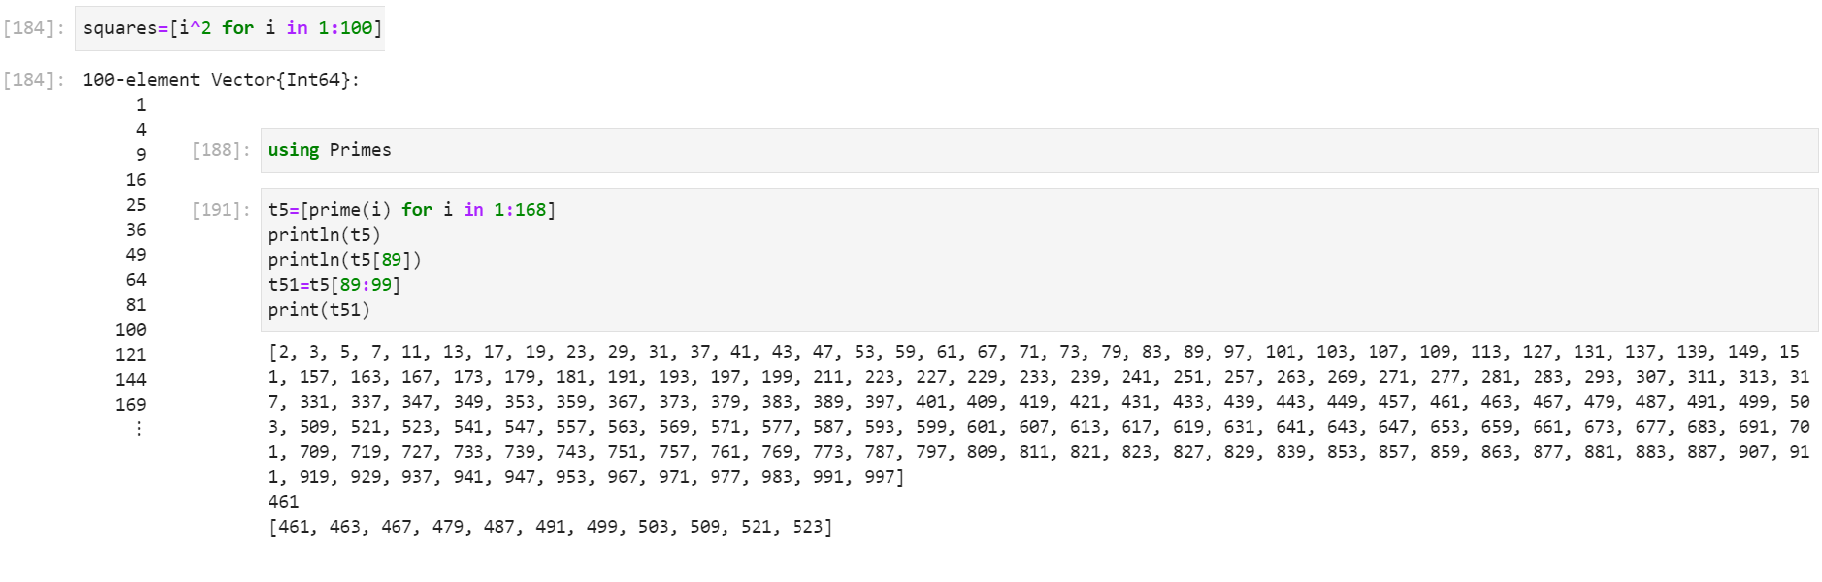 [184]: squares=[i^2 for i in 1:100]
[184]: 100-element Vector{Int64}:
1
4
9
16
25
36
49
64
81
100
121
144
169
⋮
[188]: using Primes
[191]: t5=[prime(i) for i in 1:168]
println(t5)
println(t5[89])
t51=t5[89:99]
print(t51)
[2, 3, 5, 7, 11, 13, 17, 19, 23, 29, 31, 37, 41, 43, 47, 53, 59, 61, 67, 71, 73, 79, 83, 89, 97, 101, 103, 107, 109, 113, 127, 131, 137, 139, 149, 15
1, 157, 163, 167, 173, 179, 181, 191, 193, 197, 199, 211, 223, 227, 229, 233, 239, 241, 251, 257, 263, 269, 271, 277, 281, 283, 293, 307, 311, 313, 31
7, 331, 337, 347, 349, 353, 359, 367, 373, 379, 383, 389, 397, 401, 409, 419, 421, 431, 433, 439, 443, 449, 457, 461, 463, 467, 479, 487, 491, 499, 50
3, 509, 521, 523, 541, 547, 557, 563, 569, 571, 577, 587, 593, 599, 601, 607, 613, 617, 619, 631, 641, 643, 647, 653, 659, 661, 673, 677, 683, 691, 70
1, 709, 719, 727, 733, 739, 743, 751, 757, 761, 769, 773, 787, 797, 809, 811, 821, 823, 827, 829, 839, 853, 857, 859, 863, 877, 881, 883, 887, 907, 91
1, 919, 929, 937, 941, 947, 953, 967, 971, 977, 983, 991, 997]
461
[461, 463, 467, 479, 487, 491, 499, 503, 509, 521, 523]